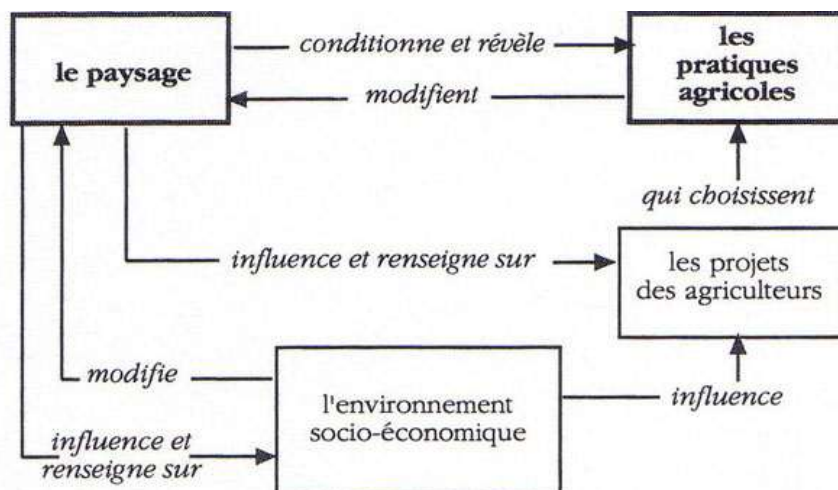 le paysage
conditionne et révèle
les
pratiques
agricoles
modifient
qui choisissent
influence et renseigne sur
les projets
des agriculteurs
modifie
l'environnement
socio-économique
influence
influence et
renseigne sur